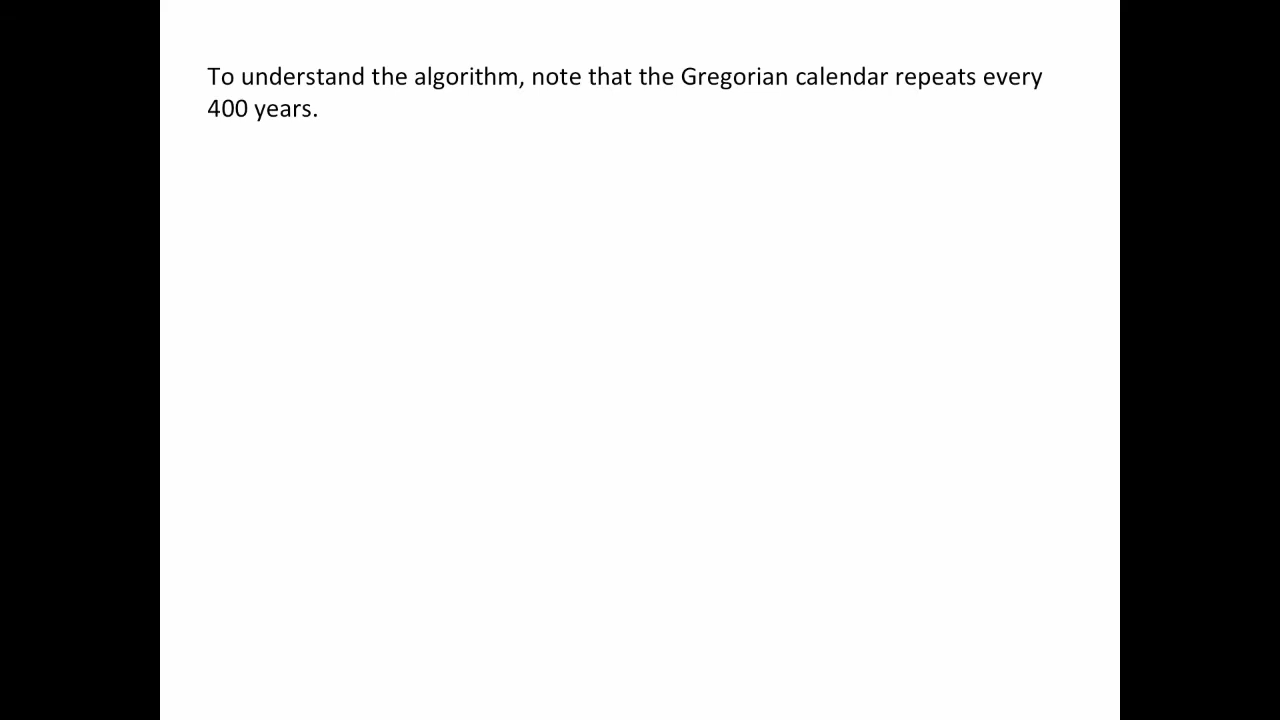 To understand the algorithm, note that the Gregorian calendar repeats every
400 years.